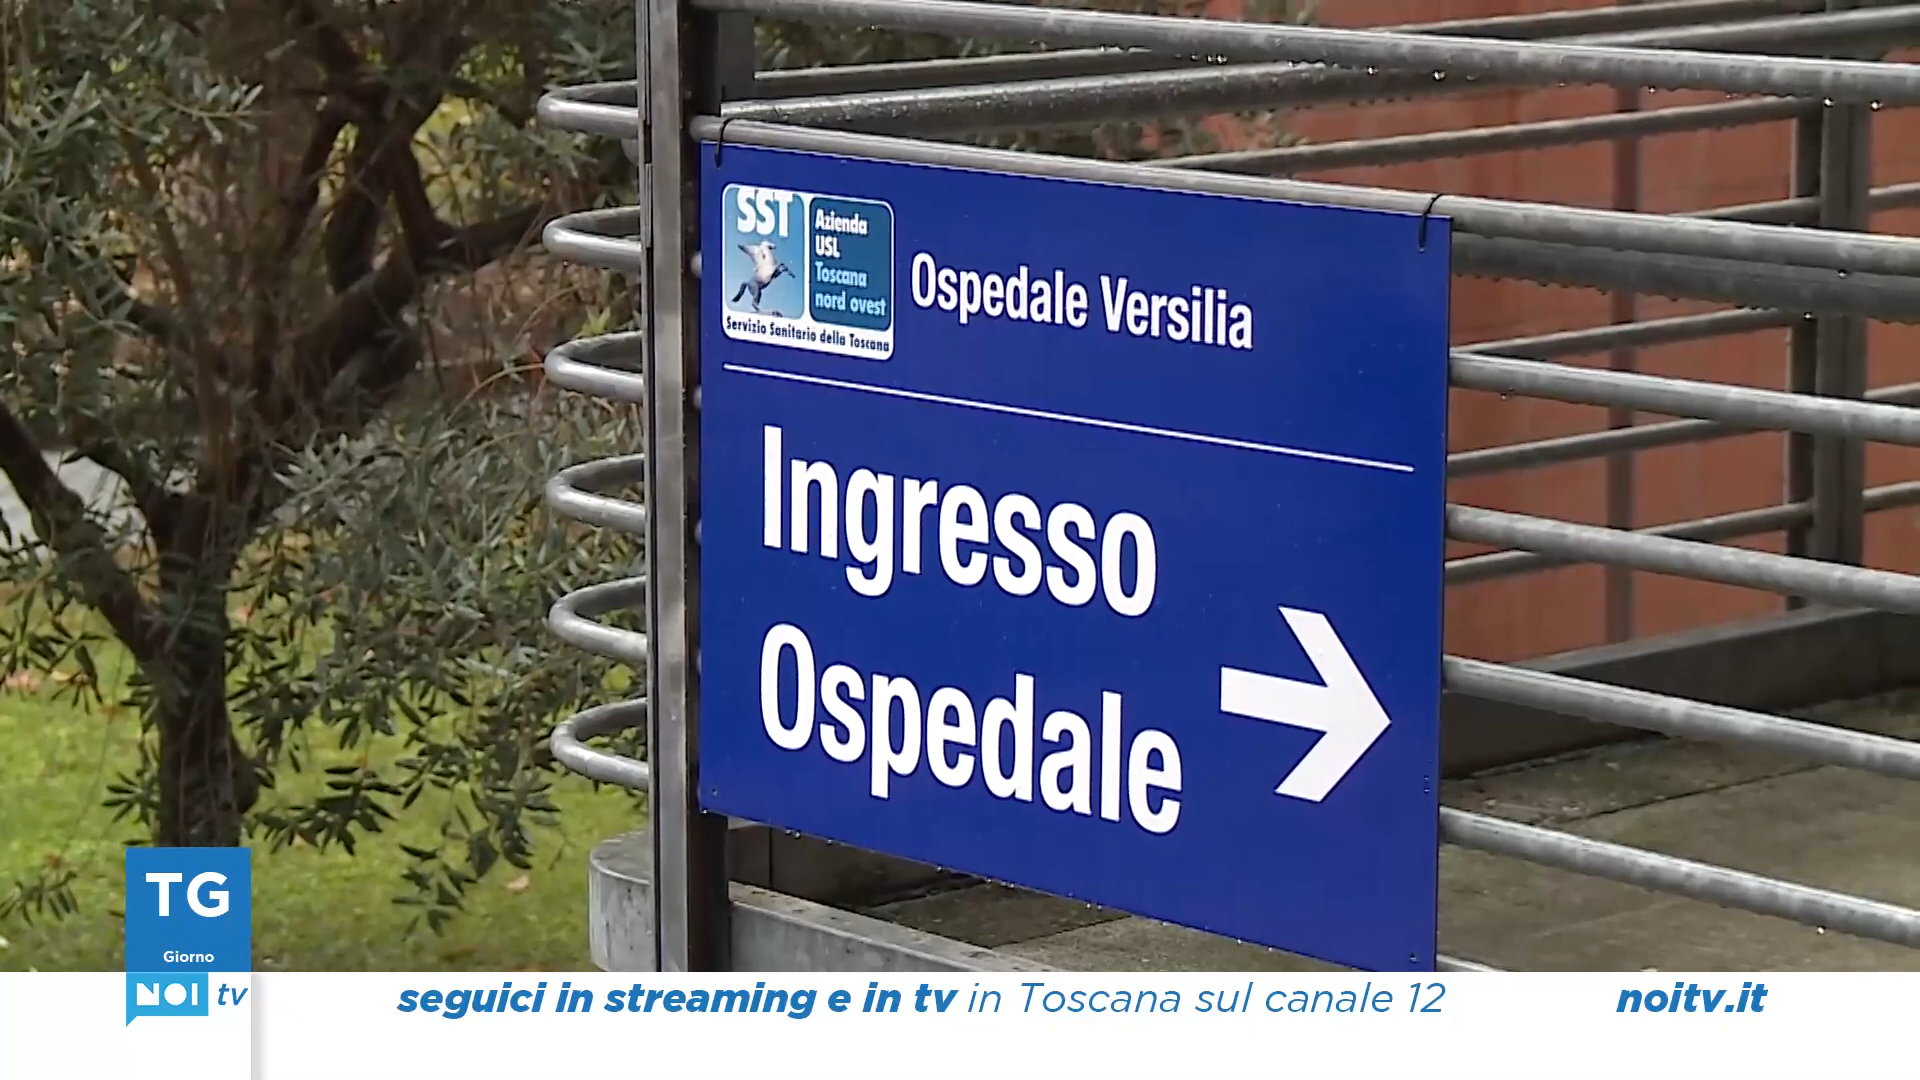 SST
Azienda
USL
Toscana
nord ovest
Servizio Sanitario della Toscana
Ospedale Versilia
Ingresso
Ospedale
TG
Giorno
NOI tv
seguici in streaming e in tv in Toscana sul canale 12
noitv.it